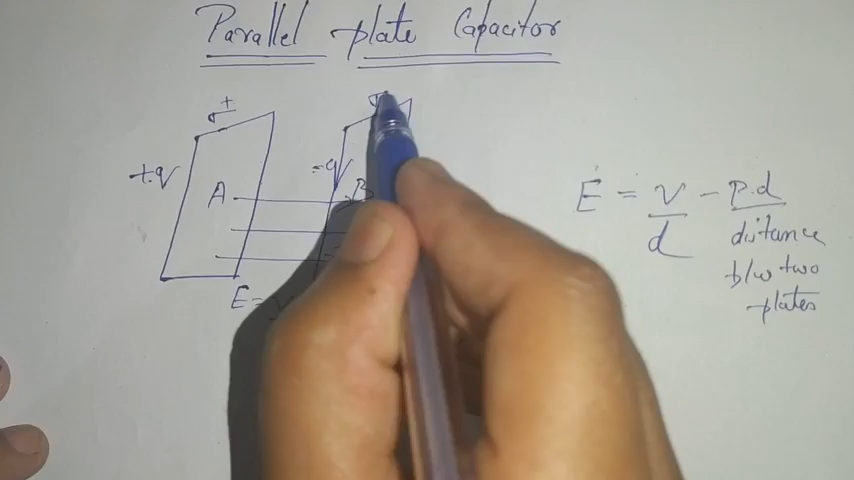 Parallel plate Capacitor
σ+
+q
-q
A
B
E =
E = V/d - P.d
distance
b/w two
plates